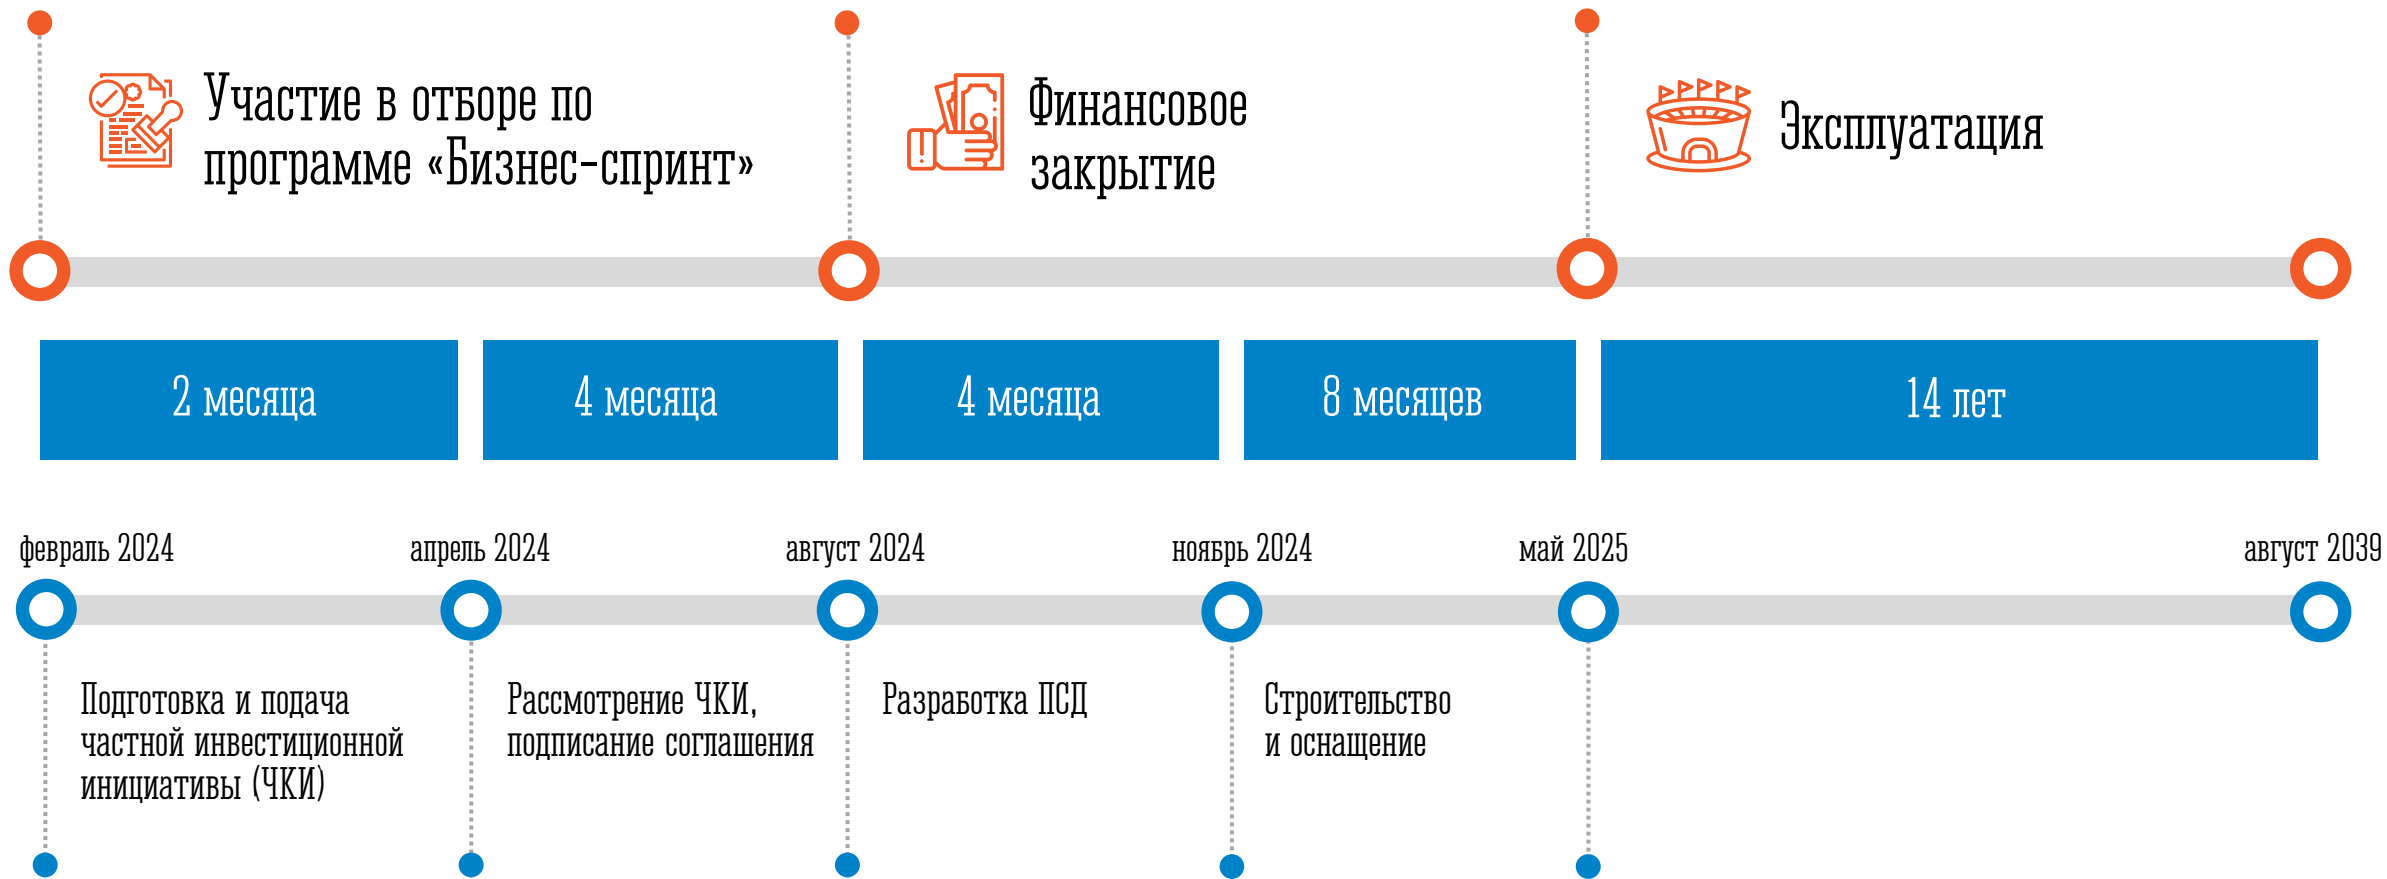 Участие в отборе по
программе «Бизнес-спринт»
Финансовое
закрытие
Эксплуатация
2 месяца
4 месяца
4 месяца
8 месяцев
14 лет
февраль 2024
апрель 2024
август 2024
ноябрь 2024
май 2025
август 2039
Подготовка и подача
частной инвестиционной
инициативы (ЧКИ)
Рассмотрение ЧКИ,
подписание соглашения
Разработка ПСД
Строительство
и оснащение